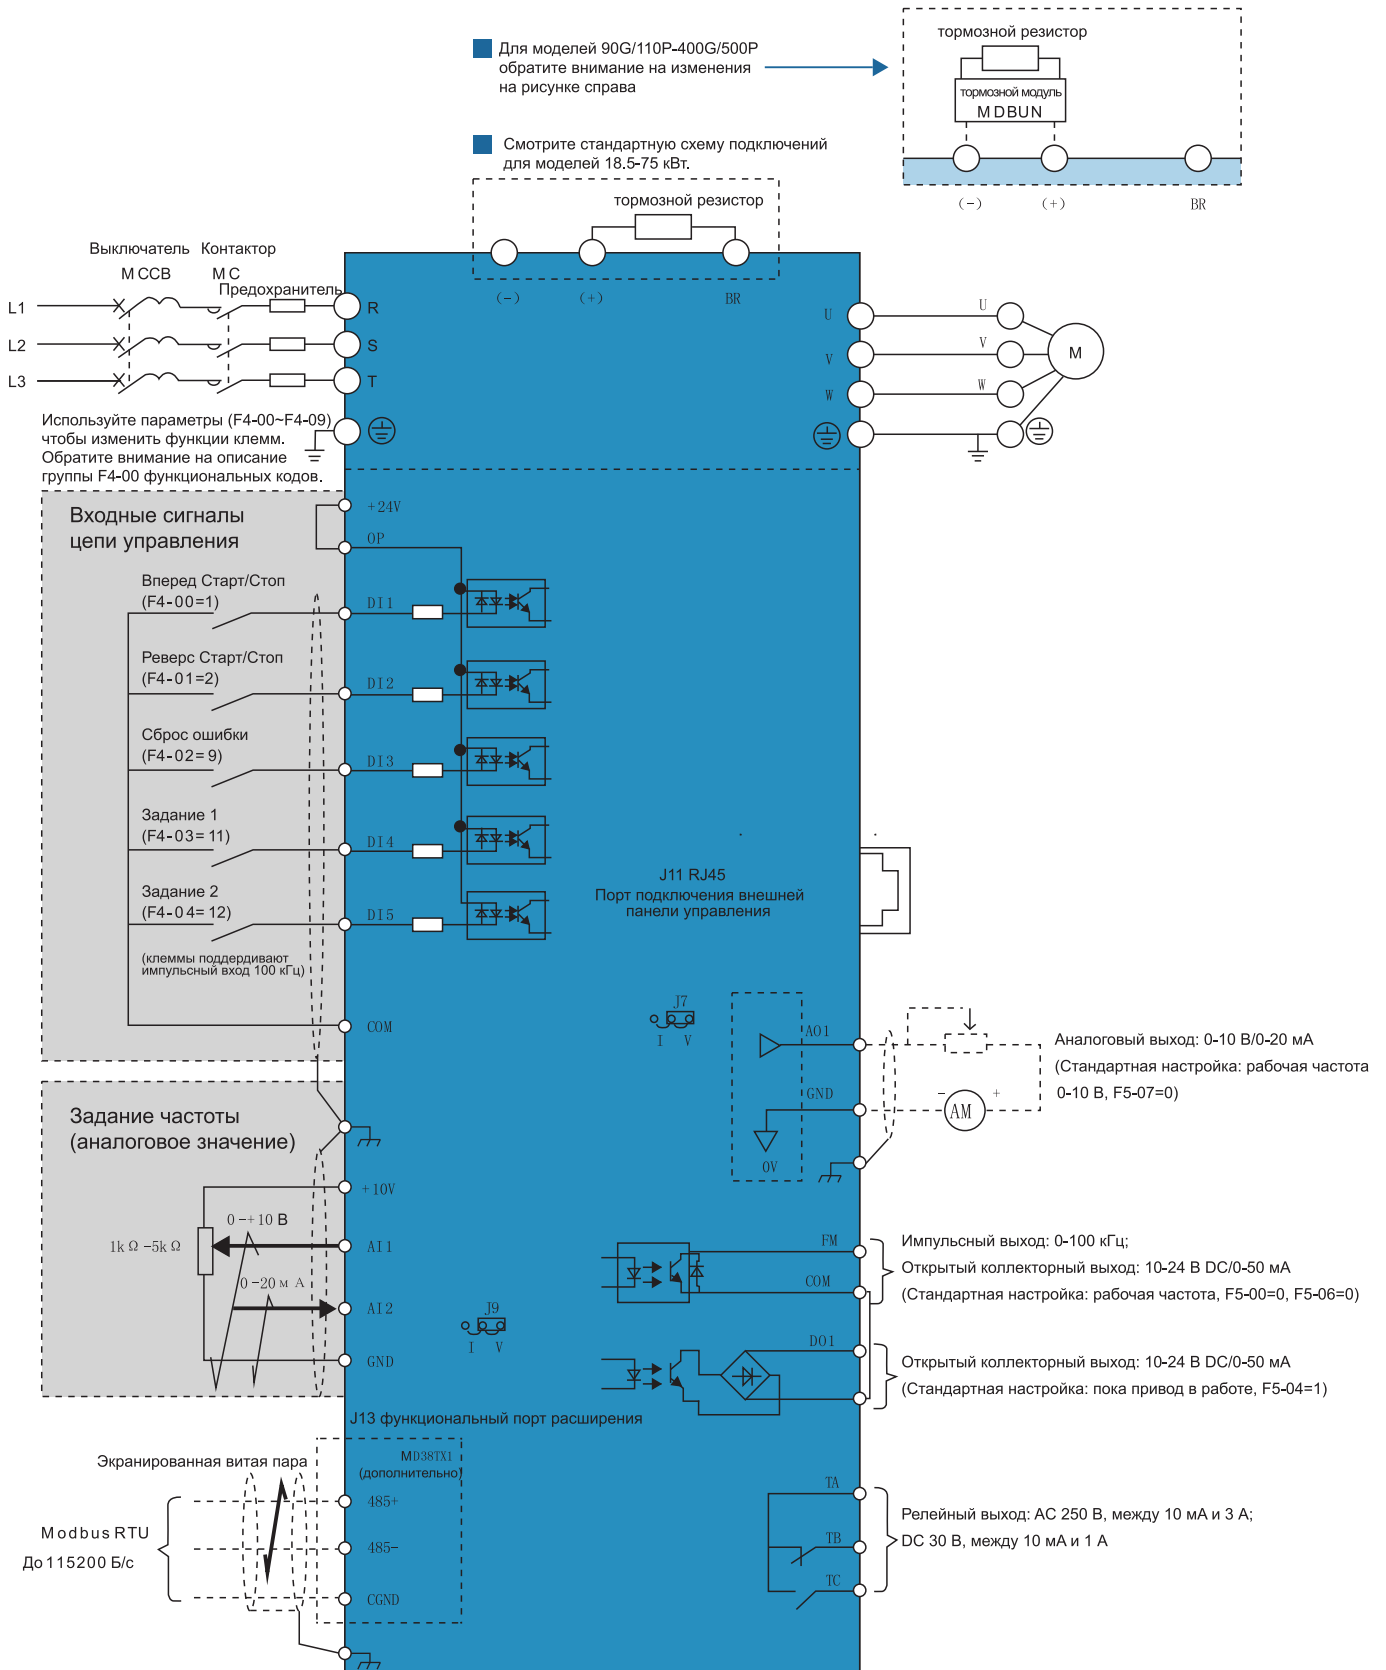 Для моделей 90G/110P-400G/500P
обратите внимание на изменения
на рисунке справа
тормозной резистор
тормозной модуль
MDBUN
(-) (+) BR
Смотрите стандартную схему подключений
для моделей 18.5-75 кВт.
тормозной резистор
(-) (+) BR
Выключатель Контактор
MCCB MC
Предохранитель
L1 R
L2 S
L3 T
U U
V V
W W
M
Используйте параметры (F4-00~F4-09)
чтобы изменить функции клемм.
Обратите внимание на описание
группы F4-00 функциональных кодов.
Входные сигналы
цепи управления
+24V
OP
Вперед Старт/Стоп
(F4-00=1)
DI1
Реверс Старт/Стоп
(F4-01=2)
DI2
Сброс ошибки
(F4-02=9)
DI3
Задание 1
(F4-03=11)
DI4
Задание 2
(F4-04=12)
DI5
(клеммы поддердивают
импульсный вход 100 кГц)
COM
J11 RJ45
Порт подключения внешней
панели управления
J7
I V
AO1
GND
0V
- +
AM
Аналоговый выход: 0-10 В/0-20 мА
(Стандартная настройка: рабочая частота
0-10 В, F5-07=0)
Задание частоты
(аналоговое значение)
+10V
0-+10 В
1kΩ-5kΩ
AI1
0-20мА
AI2
GND
J9
I V
FM
COM
Импульсный выход: 0-100 кГц;
Открытый коллекторный выход: 10-24 В DC/0-50 мА
(Стандартная настройка: рабочая частота, F5-00=0, F5-06=0)
DO1
Открытый коллекторный выход: 10-24 В DC/0-50 мА
(Стандартная настройка: пока привод в работе, F5-04=1)
J13 функциональный порт расширения
MD38TX1
(дополнительно)
Экранированная витая пара
485+
485-
CGND
Modbus RTU
До 115200 Б/с
TA
TB
TC
Релейный выход: AC 250 В, между 10 мА и 3 А;
DC 30 В, между 10 мА и 1 А